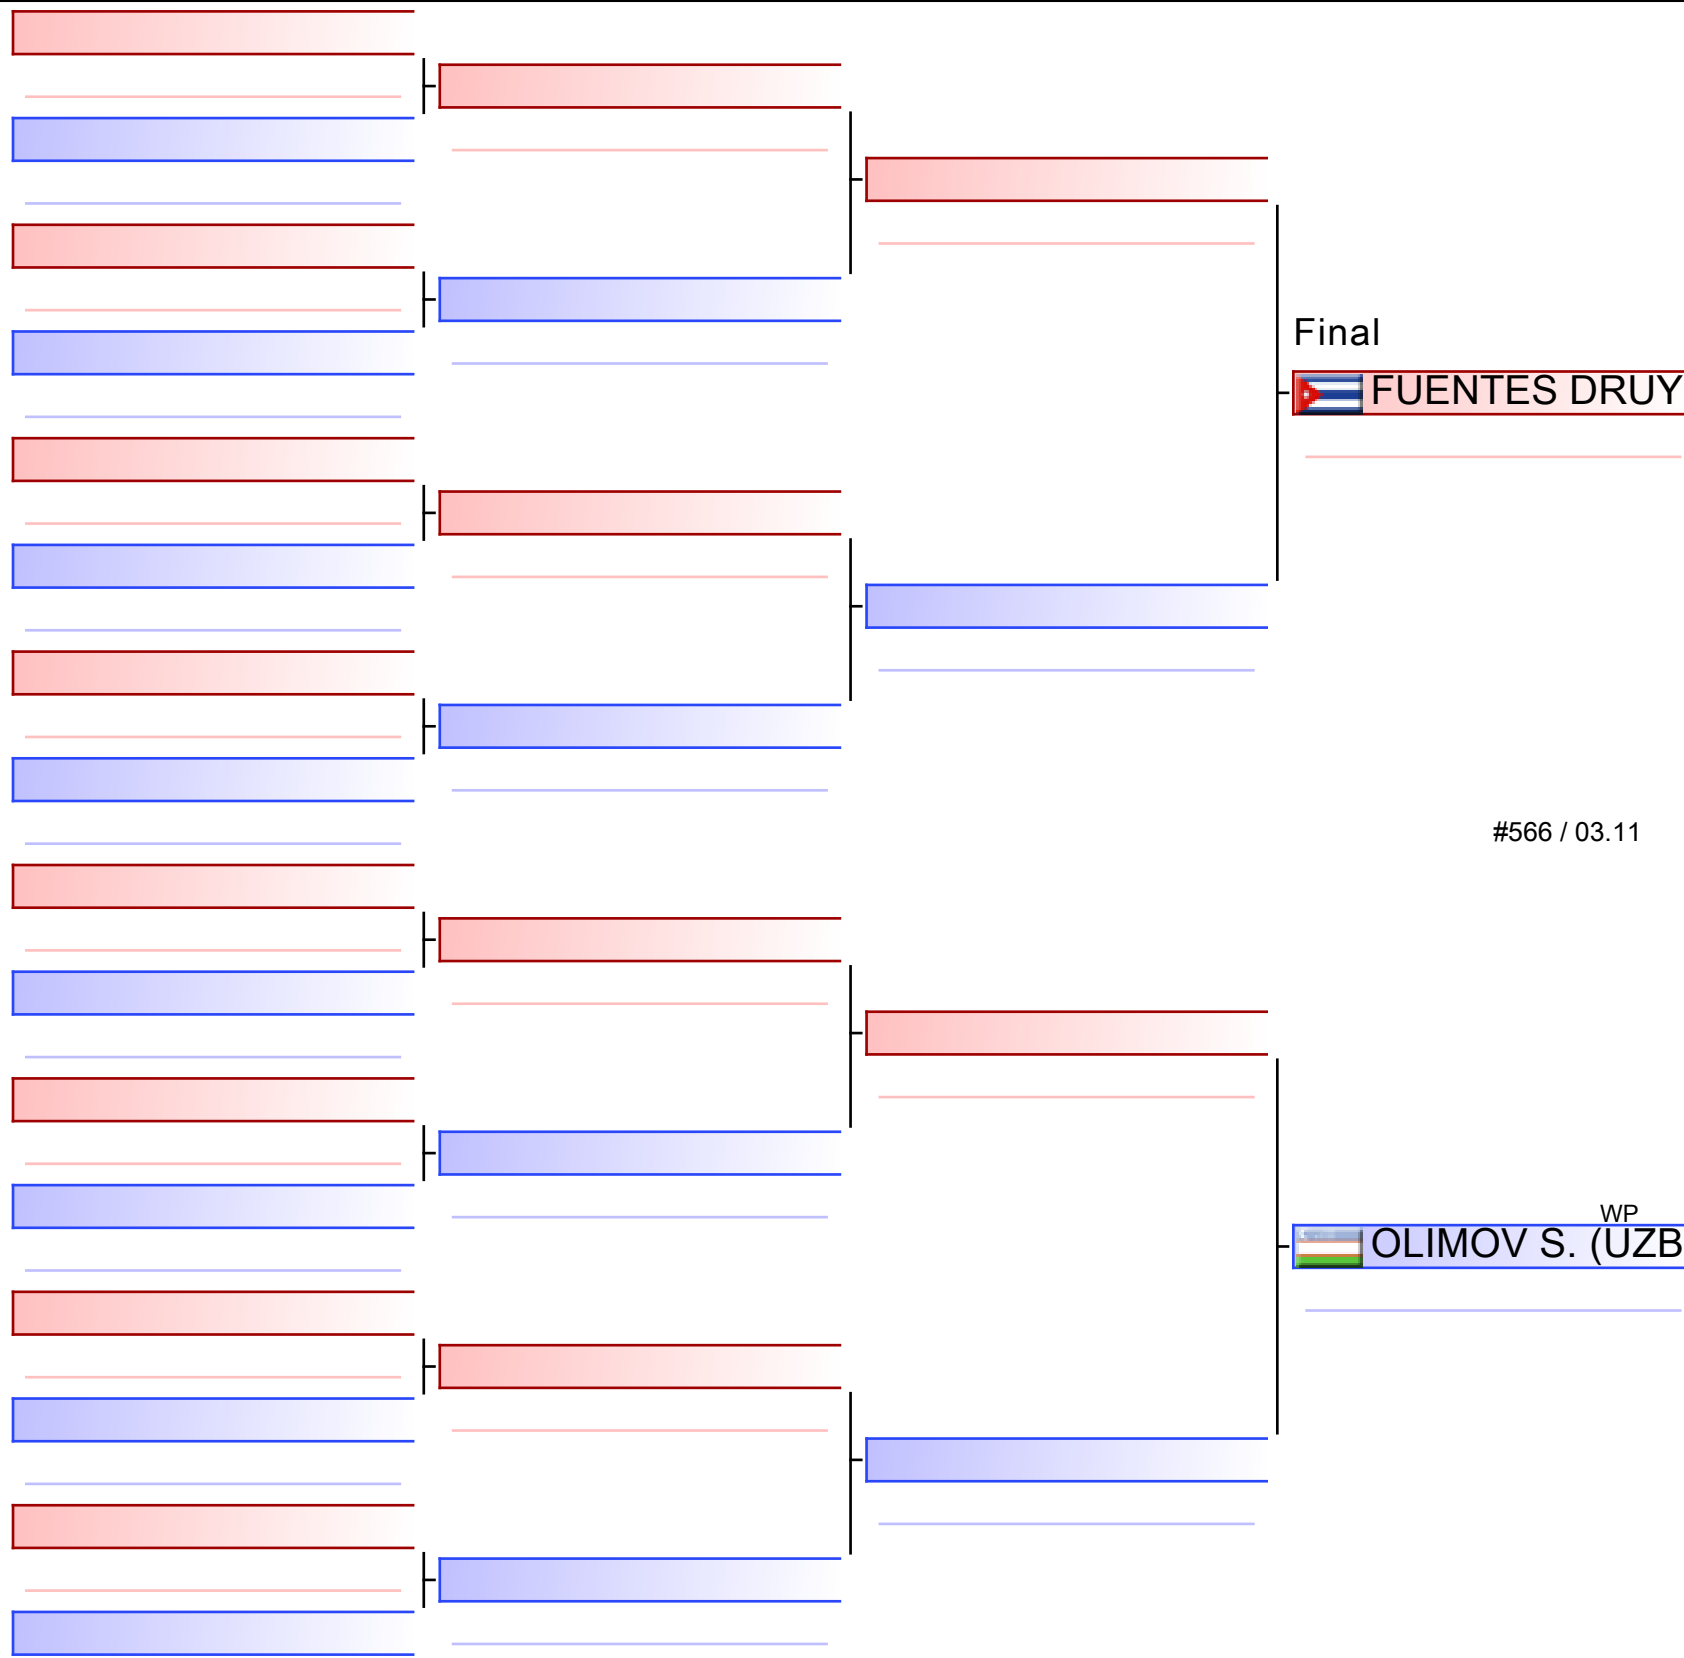 Final
FUENTES DRUY
#566 / 03.11
WP
OLIMOV S. (UZB